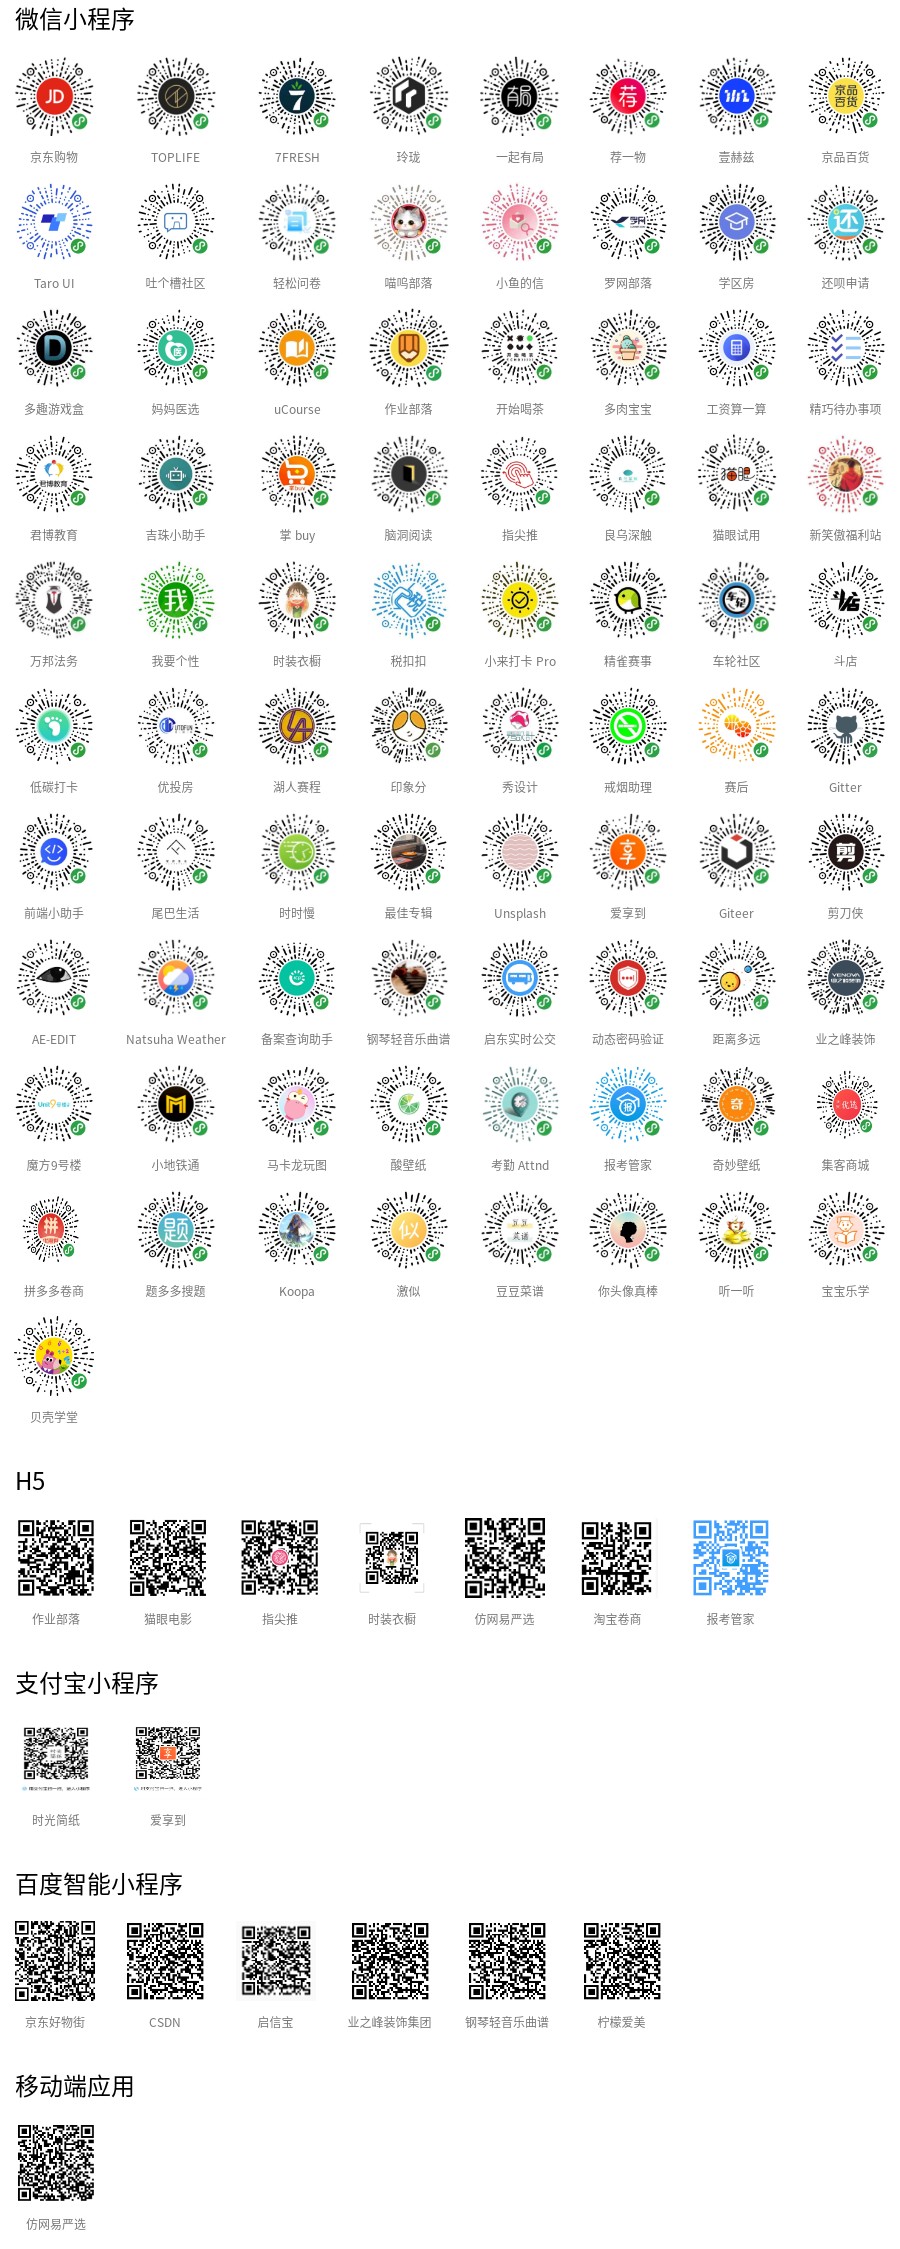 微信小程序
京东购物 TOPLIFE 7FRESH 玲珑 一起有局 荐一物 壹赫兹 京品百货
Taro UI 吐个槽社区 轻松问卷 喵呜部落 小鱼的信 罗网部落 学区房 还呗申请
多趣游戏盒 妈妈医选 uCourse 作业部落 开始喝茶 多肉宝宝 工资算一算 精巧待办事项
君博教育 吉珠小助手 掌 buy 脑洞阅读 指尖推 良鸟深触 猫眼试用 新笑傲福利站
万邦法务 我要个性 时装衣橱 税扣扣 小来打卡 Pro 精雀赛事 车轮社区 斗店
低碳打卡 优投房 湖人赛程 印象分 秀设计 戒烟助理 赛后 Gitter
前端小助手 尾巴生活 时时慢 最佳专辑 Unsplash 爱享到 Giteer 剪刀侠
AE-EDIT Natsuha Weather 备案查询助手 钢琴轻音乐曲谱 启东实时公交 动态密码验证 距离多远 业之峰装饰
魔方9号楼 小地铁通 马卡龙玩图 酸壁纸 考勤 Attnd 报考管家 奇妙壁纸 集客商城
拼多多卷商 题多多搜题 Koopa 激似 豆豆菜谱 你头像真棒 听一听 宝宝乐学
贝壳学堂
H5
作业部落 猫眼电影 指尖推 时装衣橱 仿网易严选 淘宝卷商 报考管家
支付宝小程序
时光简纸 爱享到
百度智能小程序
京东好物街 CSDN 启信宝 业之峰装饰集团 钢琴轻音乐曲谱 柠檬爱美
移动端应用
仿网易严选